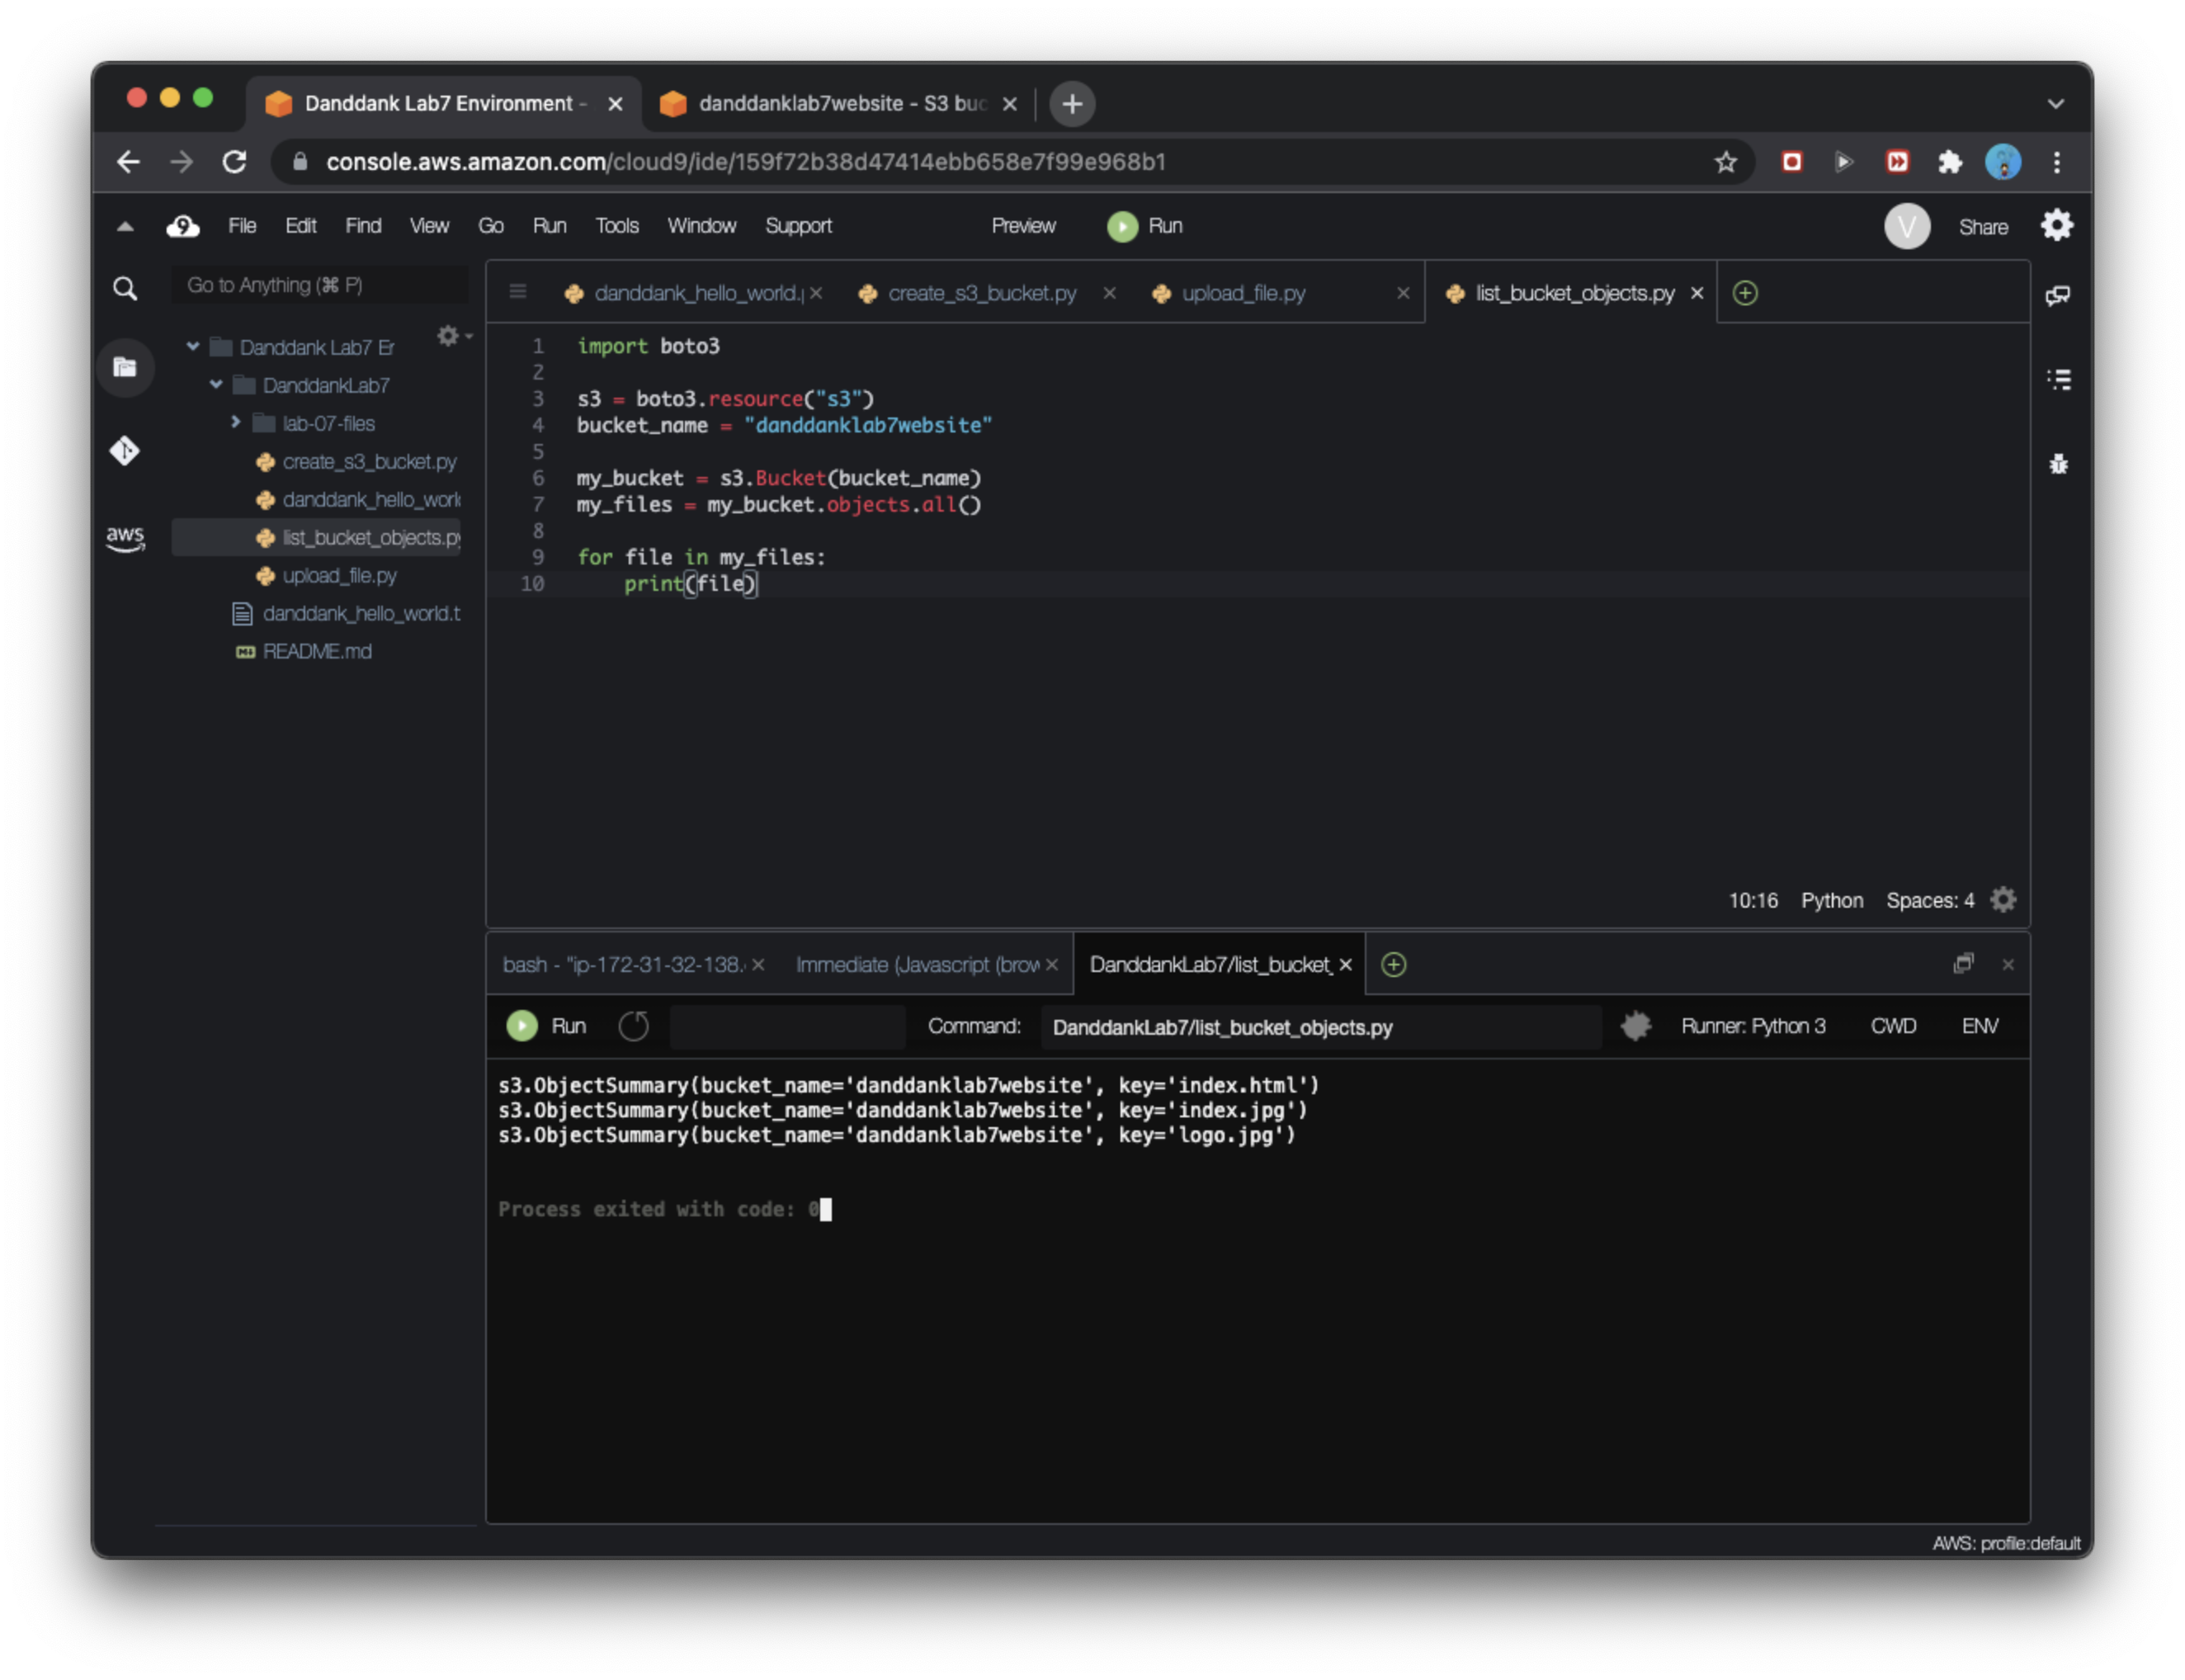 Danddank Lab7 Environment -
danddanklab7website - S3 buc
console.aws.amazon.com/cloud9/ide/159f72b38d47414ebb658e7f99e968b1
9 File Edit Find View Go Run Tools Window Support Preview Run V Share
Go to Anything (⌘ P)
Danddank Lab7 Er
DanddankLab7
lab-07-files
create_s3_bucket.py
danddank_hello_worl
list_bucket_objects.py
upload_file.py
danddank_hello_world.t
README.md
aws
danddank_hello_world.p create_s3_bucket.py upload_file.py list_bucket_objects.py
1 import boto3
2
3 s3 = boto3.resource("s3")
4 bucket_name = "danddanklab7website"
5
6 my_bucket = s3.Bucket(bucket_name)
7 my_files = my_bucket.objects.all()
8
9 for file in my_files:
10 print(file)
10:16 Python Spaces: 4
bash - "ip-172-31-32-138. Immediate (Javascript (brow DanddankLab7/list_bucket_
Run Command: DanddankLab7/list_bucket_objects.py Runner: Python 3 CWD ENV
s3.ObjectSummary(bucket_name='danddanklab7website', key='index.html')
s3.ObjectSummary(bucket_name='danddanklab7website', key='index.jpg')
s3.ObjectSummary(bucket_name='danddanklab7website', key='logo.jpg')
Process exited with code: 0
AWS: profile:default